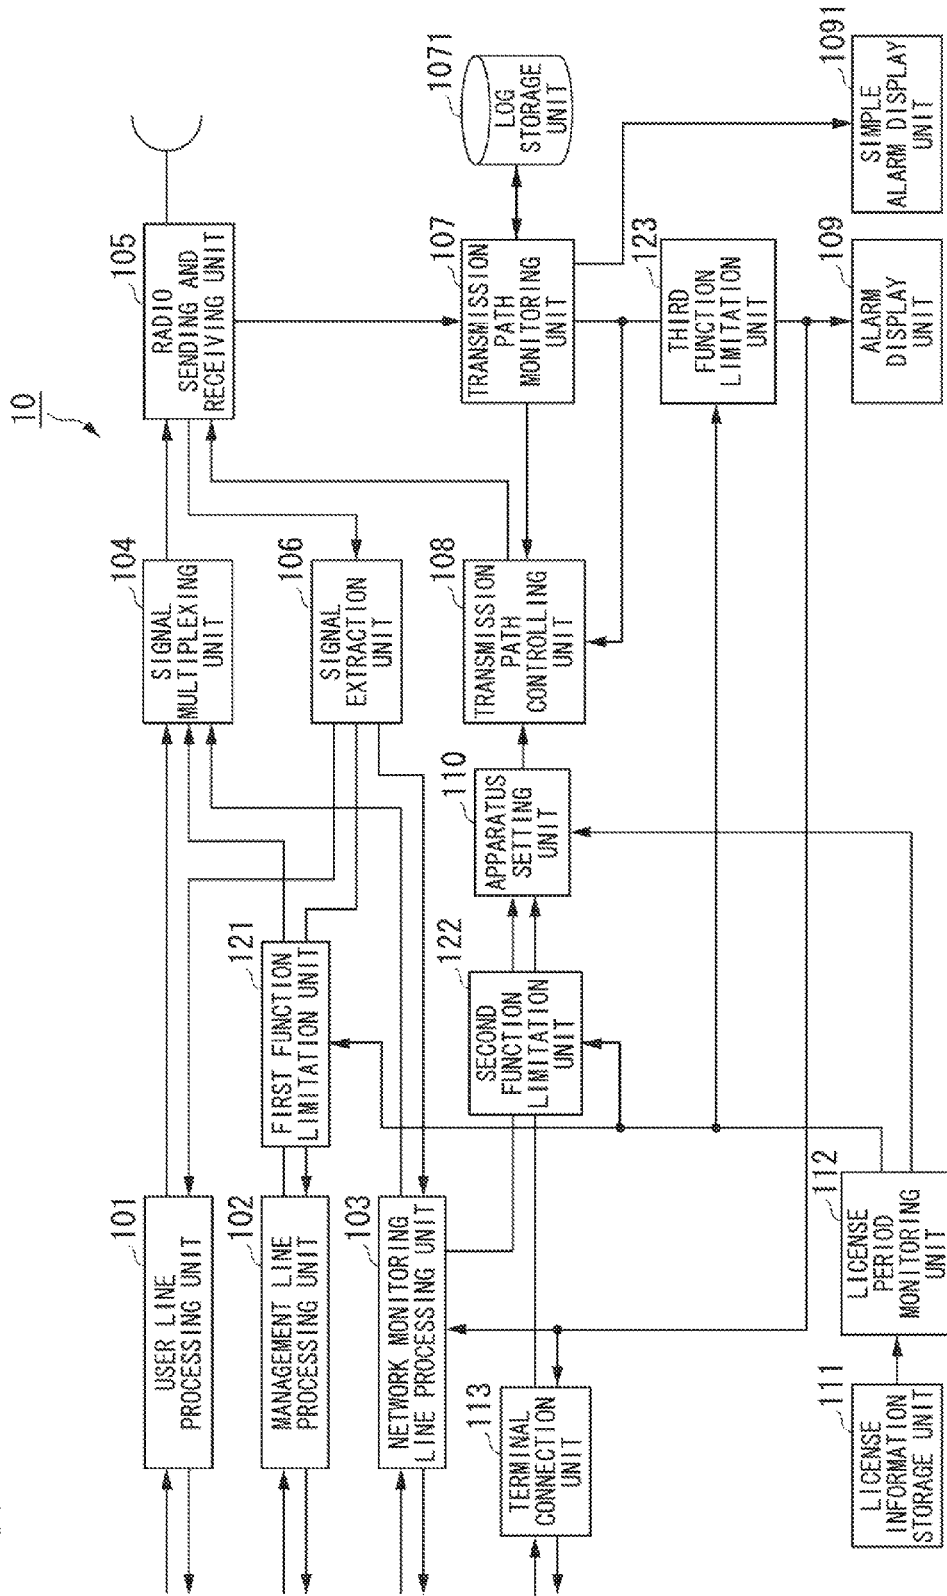 10
101
USER LINE
PROCESSING UNIT
102
MANAGEMENT LINE
PROCESSING UNIT
103
NETWORK MONITORING
LINE PROCESSING UNIT
113
TERMINAL
CONNECTION
UNIT
111
LICENSE
INFORMATION
STORAGE UNIT
112
LICENSE
PERIOD
MONITORING
UNIT
121
FIRST FUNCTION
LIMITATION UNIT
122
SECOND
FUNCTION
LIMITATION
UNIT
110
APPARATUS
SETTING
UNIT
104
SIGNAL
MULTIPLEXING
UNIT
106
SIGNAL
EXTRACTION
UNIT
108
TRANSMISSION
PATH
CONTROLLING
UNIT
105
RADIO
SENDING AND
RECEIVING UNIT
107
TRANSMISSION
PATH
MONITORING
UNIT
123
THIRD
FUNCTION
LIMITATION
UNIT
109
ALARM
DISPLAY
UNIT
1071
LOG
STORAGE
UNIT
1091
SIMPLE
ALARM DISPLAY
UNIT